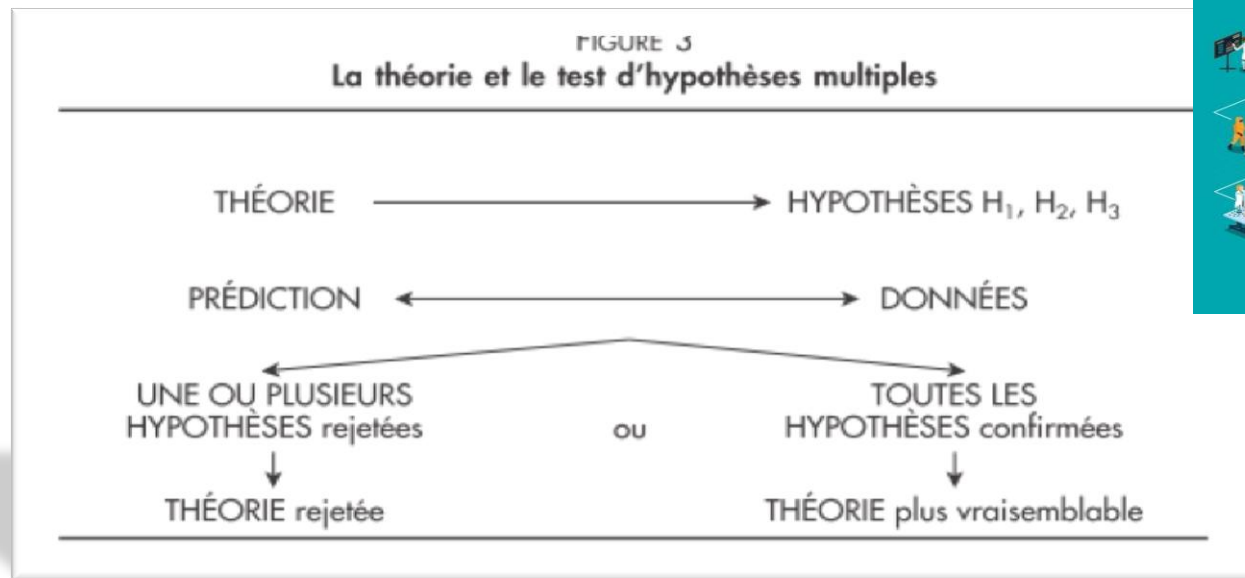 FIGURE 3
La théorie et le test d'hypothèses multiples
THÉORIE HYPOTHÈSES H₁, H₂, H₃
PRÉDICTION DONNÉES
UNE OU PLUSIEURS TOUTES LES
HYPOTHÈSES rejetées ou HYPOTHÈSES confirmées
THÉORIE rejetée THÉORIE plus vraisemblable